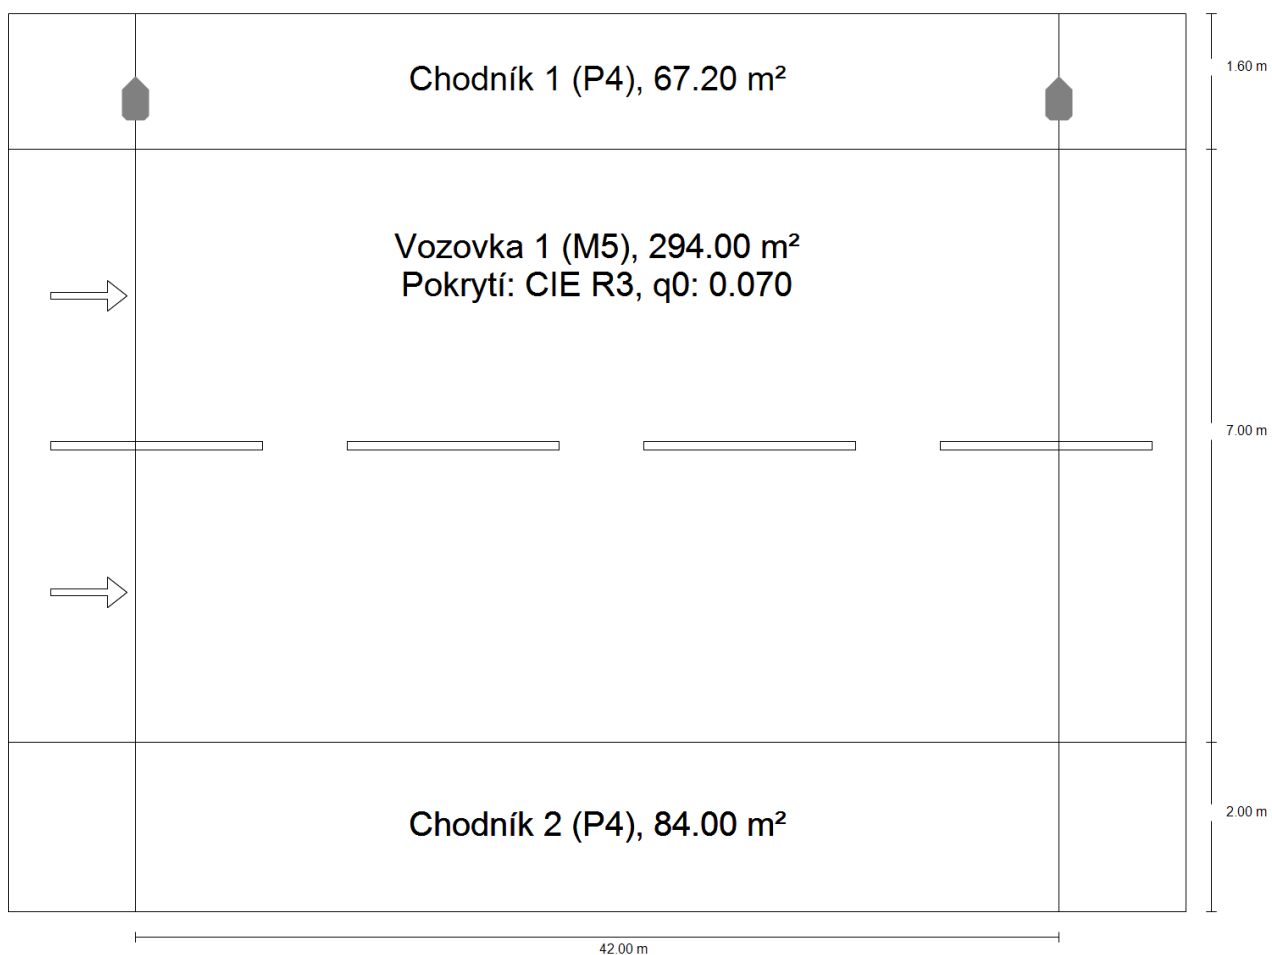 Chodník 1 (P4), 67.20 m²
1.60 m
Vozovka 1 (M5), 294.00 m²
Pokrytí: CIE R3, q0: 0.070
7.00 m
Chodník 2 (P4), 84.00 m²
2.00 m
42.00 m